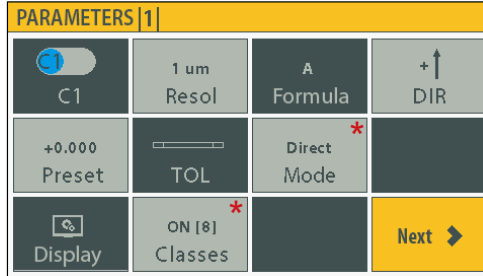 PARAMETERS |1|
C1
C1
1 um
Resol
A
Formula
+
DIR
+0.000
Preset
TOL
Direct *
Mode
Display
ON [8] *
Classes
Next